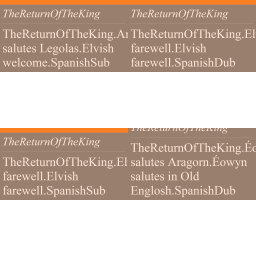 TheReturnOfTheKing
TheReturnOfTheKing.Ar
salutes Legolas.Elvish
welcome.SpanishSub
TheReturnOfTheKing
TheReturnOfTheKing.El
farewell.Elvish
farewell.SpanishDub
TheReturnOfTheKing
TheReturnOfTheKing.El
farewell.Elvish
farewell.SpanishSub
TheReturnOfTheKing
TheReturnOfTheKing.Éo
salutes Aragorn.Éowyn
salutes in Old
Englosh.SpanishDub